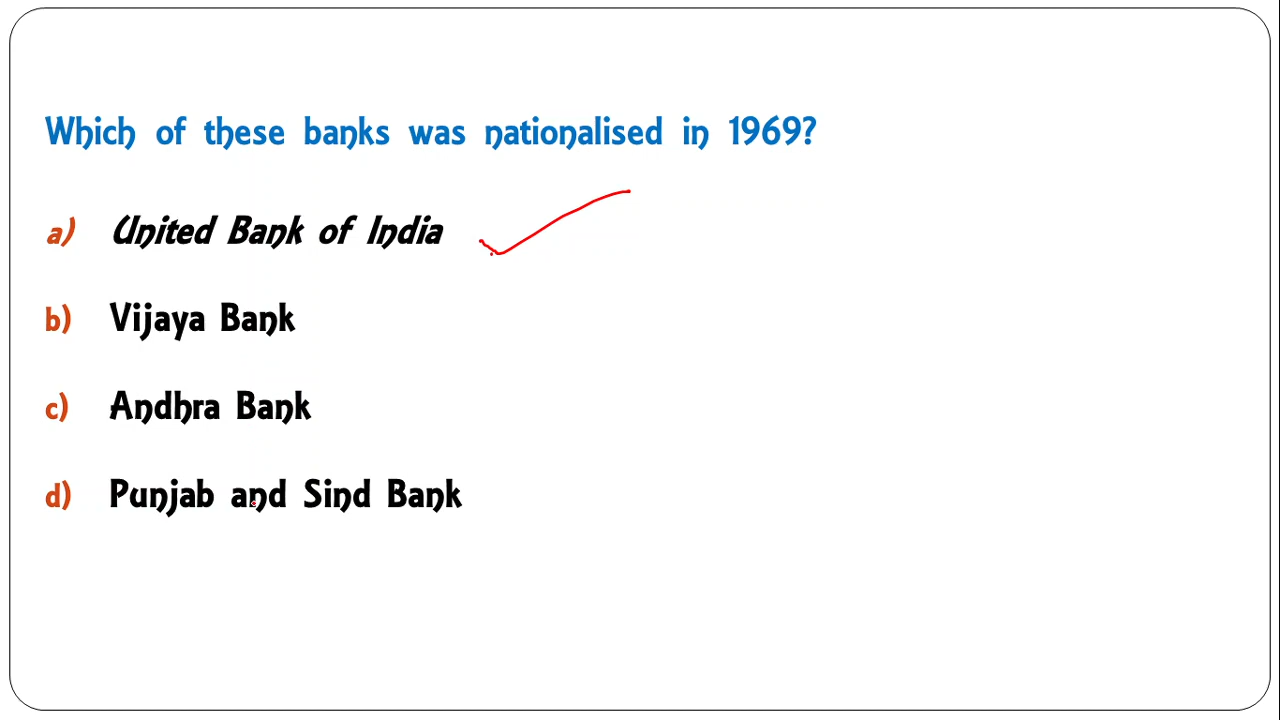 Which of these banks was nationalised in 1969?
a) United Bank of India
b) Vijaya Bank
c) Andhra Bank
d) Punjab and Sind Bank